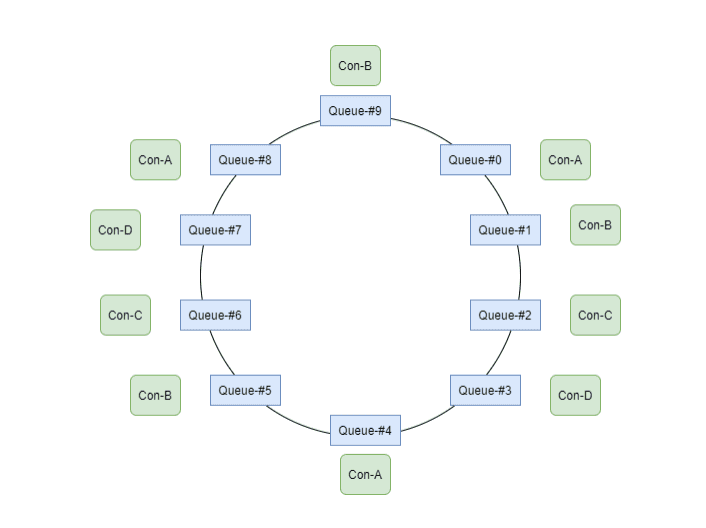 Con-B
Queue-#9
Con-A
Queue-#8
Queue-#0
Con-A
Con-D
Queue-#7
Queue-#1
Con-B
Con-C
Queue-#6
Queue-#2
Con-C
Con-B
Queue-#5
Queue-#3
Con-D
Queue-#4
Con-A